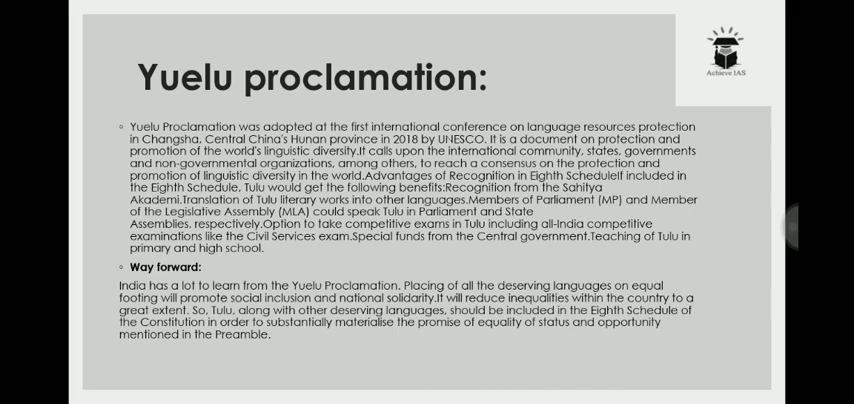 Achieve IAS
Yuelu proclamation:
◦ Yuelu Proclamation was adopted at the first international conference on language resources protection
in Changsha, Central China's Hunan province in 2018 by UNESCO. It is a document on protection and
promotion of the world's linguistic diversity.It calls upon the international community, states, governments
and non-governmental organizations, among others, to reach a consensus on the protection and
promotion of linguistic diversity in the world.Advantages of Recognition in Eighth ScheduleIf included in
the Eighth Schedule, Tulu would get the following benefits:Recognition from the Sahitya
Akademi.Translation of Tulu literary works into other languages.Members of Parliament (MP) and Member
of the Legislative Assembly (MLA) could speak Tulu in Parliament and State
Assemblies, respectively.Option to take competitive exams in Tulu including all-India competitive
examinations like the Civil Services exam.Special funds from the Central government.Teaching of Tulu in
primary and high school.
◦ Way forward:
India has a lot to learn from the Yuelu Proclamation. Placing of all the deserving languages on equal
footing will promote social inclusion and national solidarity.It will reduce inequalities within the country to a
great extent. So, Tulu, along with other deserving languages, should be included in the Eighth Schedule of
the Constitution in order to substantially materialise the promise of equality of status and opportunity
mentioned in the Preamble.